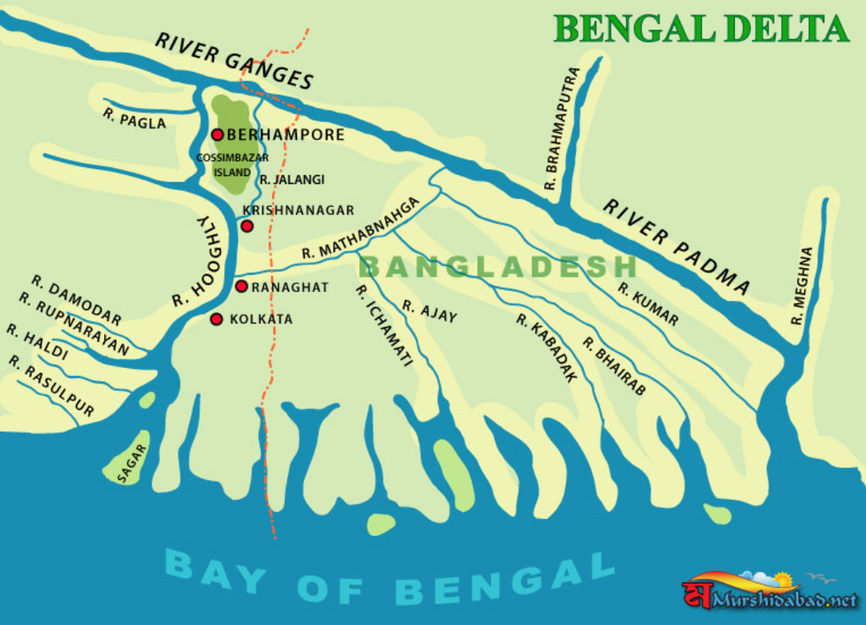 BENGAL DELTA
RIVER GANGES
R. PAGLA
BERHAMPORE
COSSIMBAZAR
ISLAND
R. JALANGI
R. BRAHMAPUTRA
KRISHNANAGAR
R. HOOGHLY
R. MATHABNAHGA
RIVER PADMA
BANGLADESH
R. MEGHNA
RANAGHAT
KOLKATA
R. DAMODAR
R. RUPNARAYAN
R. HALDI
R. RASULPUR
R. ICHAMATI
R. AJAY
R. KABADAK
R. BHAIRAB
R. KUMAR
SAGAR
BAY OF BENGAL
म Murshidabad.net